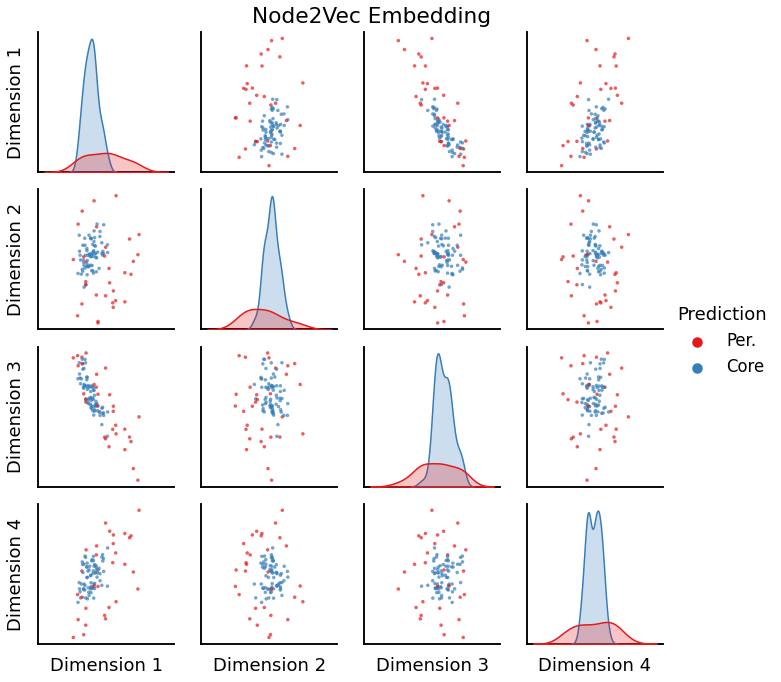 Node2Vec Embedding
Dimension 1
Dimension 2
Dimension 3
Dimension 4
Prediction
Per.
Core
Dimension 1
Dimension 2
Dimension 3
Dimension 4